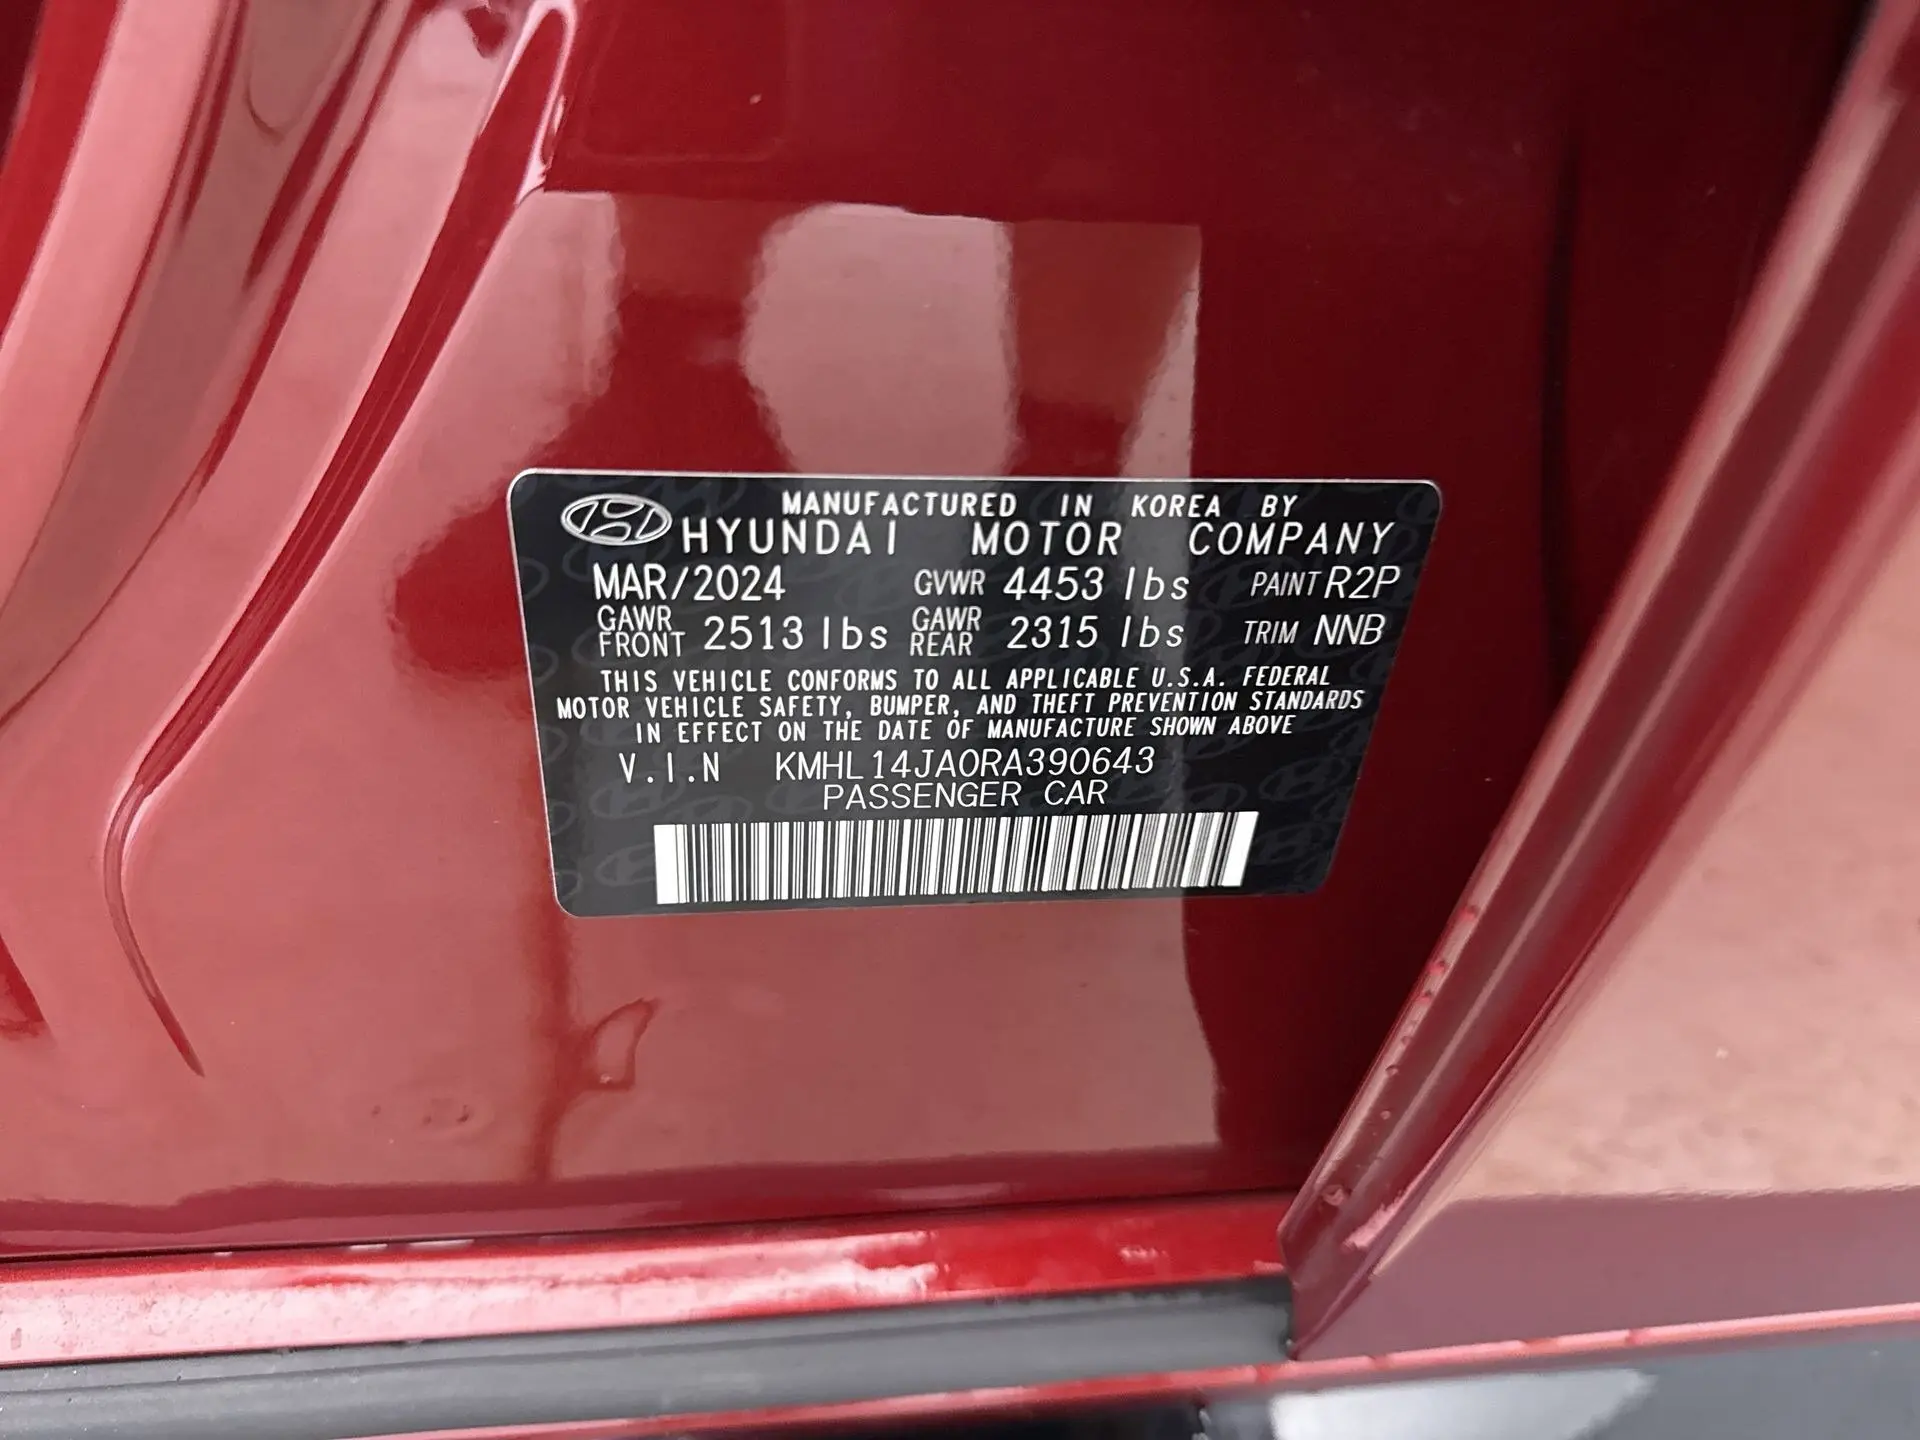 MANUFACTURED IN KOREA BY
HYUNDAI MOTOR COMPANY
MAR/2024 GVWR 4453 lbs PAINT R2P
GAWR FRONT 2513 lbs GAWR REAR 2315 lbs TRIM NNB
THIS VEHICLE CONFORMS TO ALL APPLICABLE U.S.A. FEDERAL
MOTOR VEHICLE SAFETY, BUMPER, AND THEFT PREVENTION STANDARDS
IN EFFECT ON THE DATE OF MANUFACTURE SHOWN ABOVE
V.I.N KMHL14JA0RA390643
PASSENGER CAR